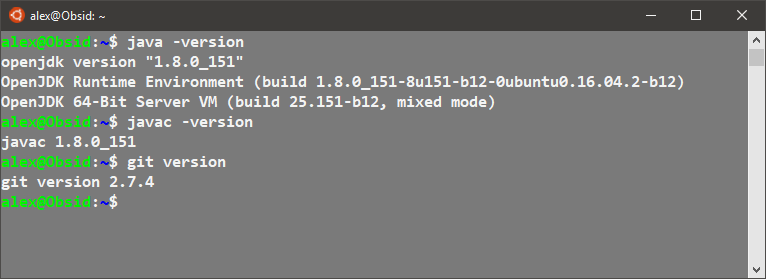 alex@Obsid: ~
alex@Obsid:~$ java -version
openjdk version "1.8.0_151"
OpenJDK Runtime Environment (build 1.8.0_151-8u151-b12-0ubuntu0.16.04.2-b12)
OpenJDK 64-Bit Server VM (build 25.151-b12, mixed mode)
alex@Obsid:~$ javac -version
javac 1.8.0_151
alex@Obsid:~$ git version
git version 2.7.4
alex@Obsid:~$